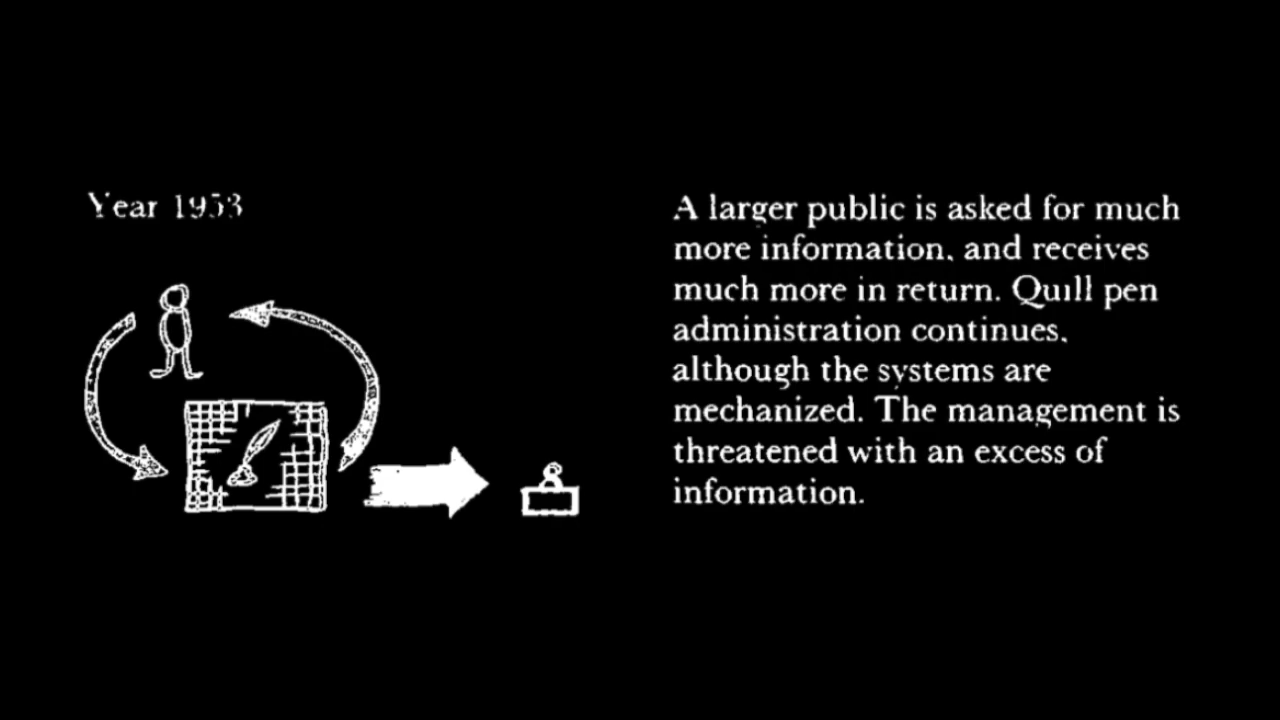 Year 1953
A larger public is asked for much
more information, and receives
much more in return. Quill pen
administration continues,
although the systems are
mechanized. The management is
threatened with an excess of
information.